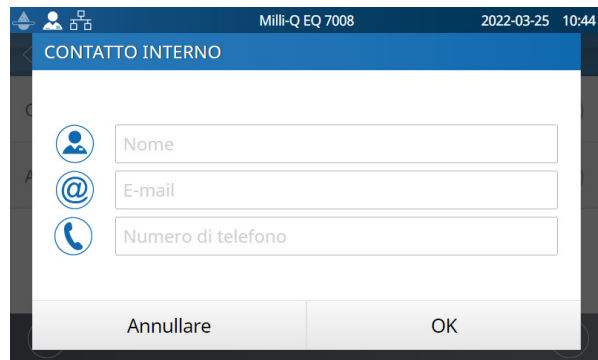 Milli-Q EQ 7008 2022-03-25 10:44
CONTATTO INTERNO
Nome
@ E-mail
Numero di telefono
Annullare OK